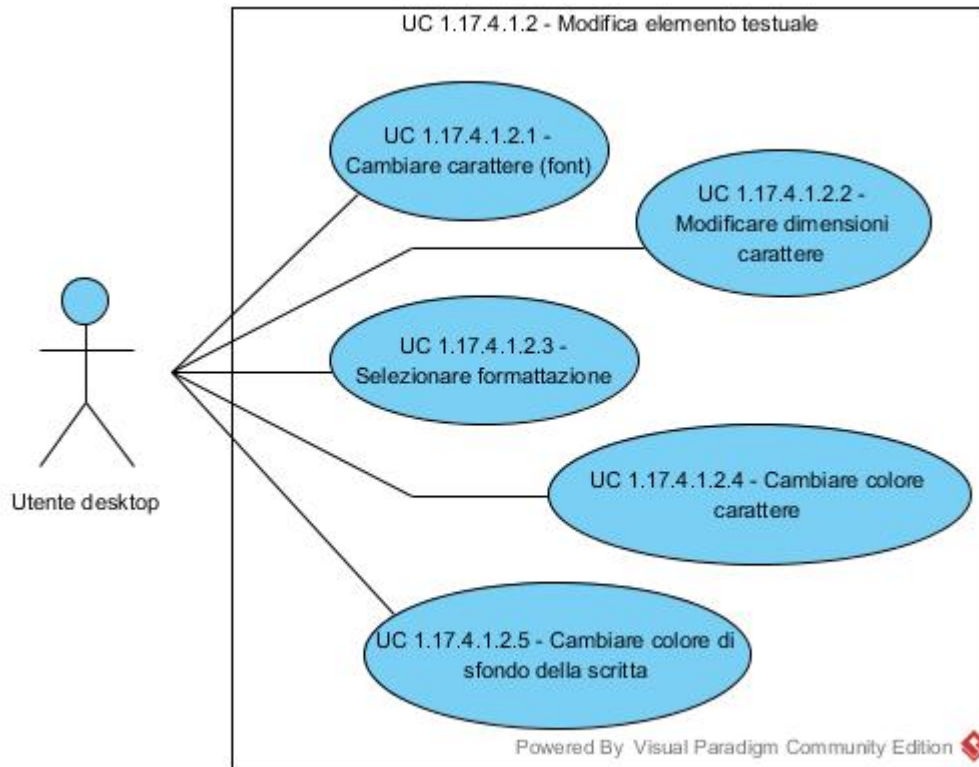 UC 1.17.4.1.2 - Modifica elemento testuale
UC 1.17.4.1.2.1 -
Cambiare carattere (font)
UC 1.17.4.1.2.2 -
Modificare dimensioni
carattere
UC 1.17.4.1.2.3 -
Selezionare formattazione
Utente desktop
UC 1.17.4.1.2.4 - Cambiare colore
carattere
UC 1.17.4.1.2.5 - Cambiare colore di
sfondo della scritta
Powered By Visual Paradigm Community Edition